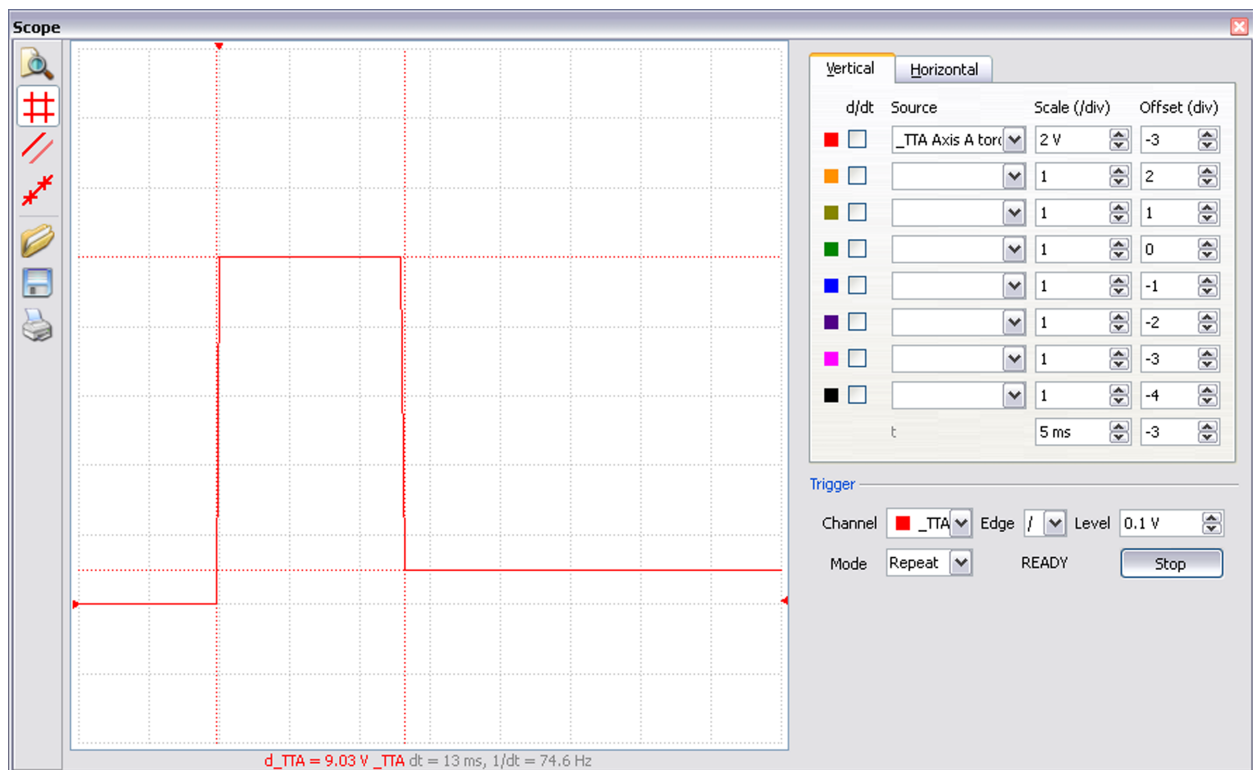 Scope
Vertical Horizontal
d/dt Source Scale (/div) Offset (div)
_TTA Axis A torc 2 V -3
1 2
1 1
1 0
1 -1
1 -2
1 -3
1 -4
t 5 ms -3
Trigger
Channel _TTA Edge / Level 0.1 V
Mode Repeat READY Stop
d_TTA = 9.03 V _TTA dt = 13 ms, 1/dt = 74.6 Hz